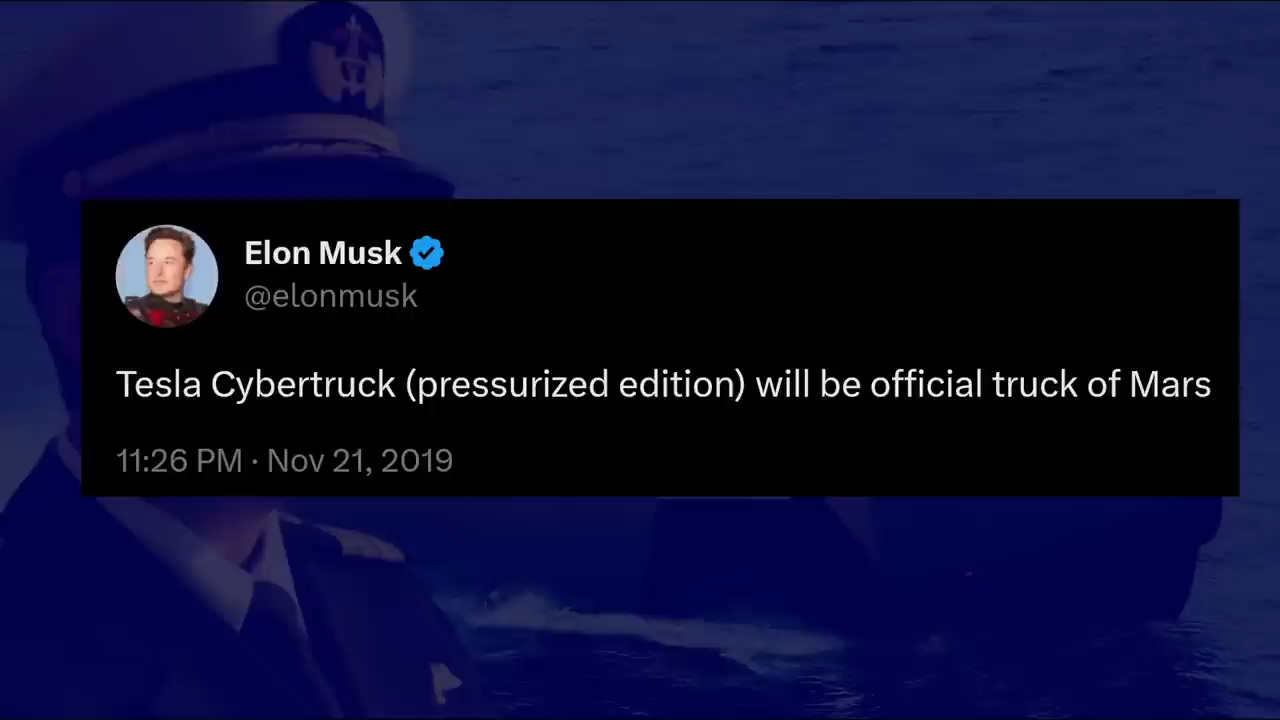 Elon Musk
@elonmusk
Tesla Cybertruck (pressurized edition) will be official truck of Mars
11:26 PM · Nov 21, 2019